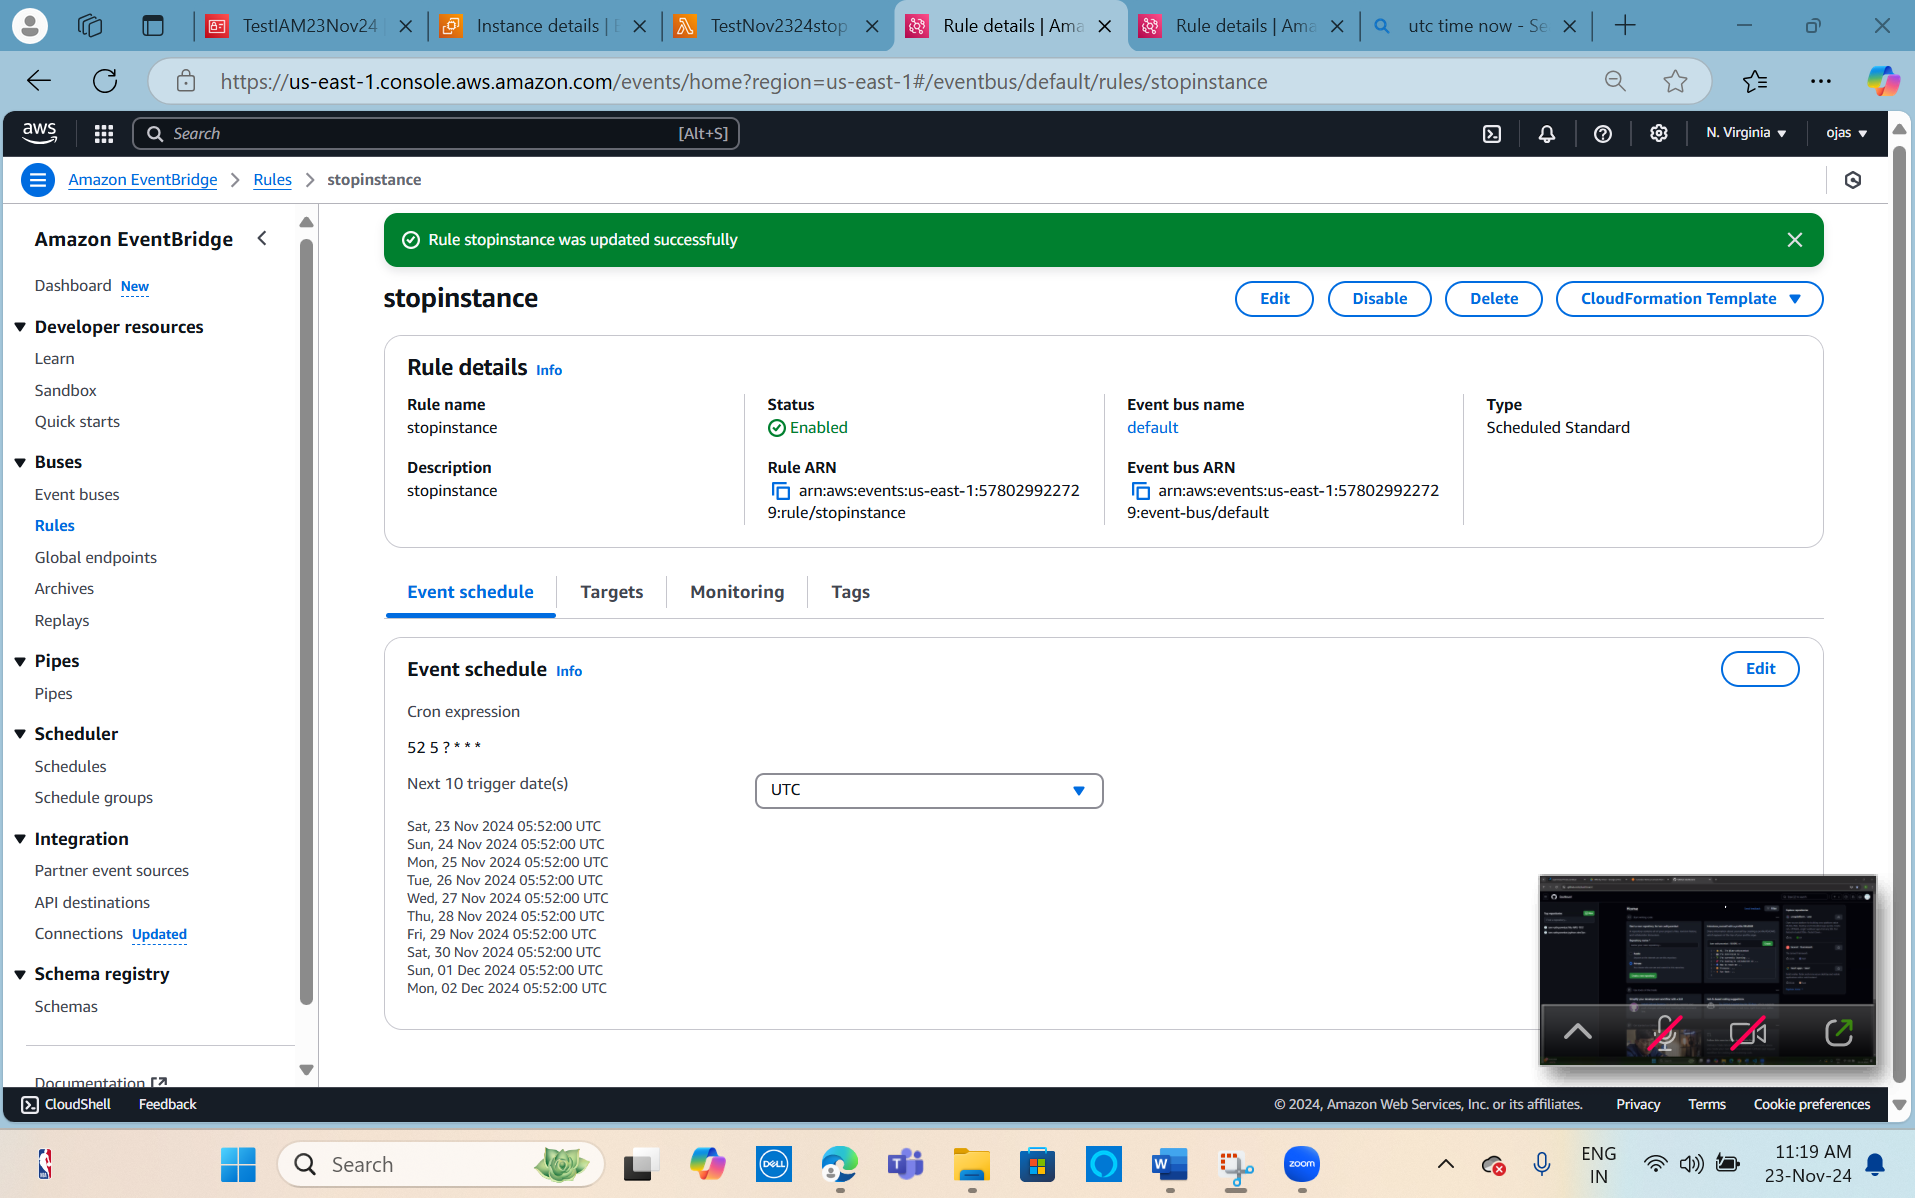 TestIAM23Nov24
Instance details | E
TestNov2324stop
Rule details | Ama
Rule details | Ama
utc time now - Se
https://us-east-1.console.aws.amazon.com/events/home?region=us-east-1#/eventbus/default/rules/stopinstance
aws
Search
[Alt+S]
N. Virginia
ojas
Amazon EventBridge
Rules
stopinstance
Amazon EventBridge
Dashboard New
Developer resources
Learn
Sandbox
Quick starts
Buses
Event buses
Rules
Global endpoints
Archives
Replays
Pipes
Pipes
Scheduler
Schedules
Schedule groups
Integration
Partner event sources
API destinations
Connections Updated
Schema registry
Schemas
Documentation
Rule stopinstance was updated successfully
stopinstance
Edit
Disable
Delete
CloudFormation Template
Rule details Info
Rule name
stopinstance
Description
stopinstance
Status
Enabled
Rule ARN
arn:aws:events:us-east-1:57802992272
9:rule/stopinstance
Event bus name
default
Event bus ARN
arn:aws:events:us-east-1:57802992272
9:event-bus/default
Type
Scheduled Standard
Event schedule
Targets
Monitoring
Tags
Event schedule Info
Edit
Cron expression
52 5 ? * * *
Next 10 trigger date(s)
UTC
Sat, 23 Nov 2024 05:52:00 UTC
Sun, 24 Nov 2024 05:52:00 UTC
Mon, 25 Nov 2024 05:52:00 UTC
Tue, 26 Nov 2024 05:52:00 UTC
Wed, 27 Nov 2024 05:52:00 UTC
Thu, 28 Nov 2024 05:52:00 UTC
Fri, 29 Nov 2024 05:52:00 UTC
Sat, 30 Nov 2024 05:52:00 UTC
Sun, 01 Dec 2024 05:52:00 UTC
Mon, 02 Dec 2024 05:52:00 UTC
CloudShell
Feedback
© 2024, Amazon Web Services, Inc. or its affiliates.
Privacy
Terms
Cookie preferences
Search
DELL
zoom
ENG
IN
11:19 AM
23-Nov-24